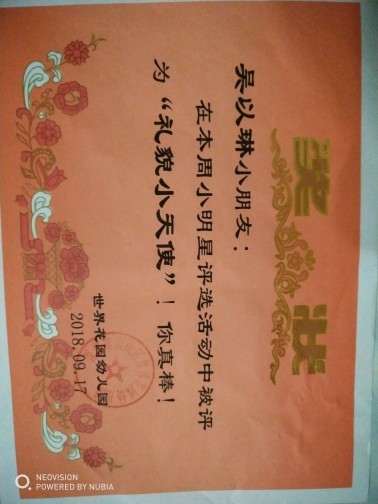 奖状
吴以琳小朋友：
在本周小明星评选活动中被评
为“礼貌小天使”！你真棒！
世界花园幼儿园
2018.09.17
NEOVISION
POWERED BY NUBIA